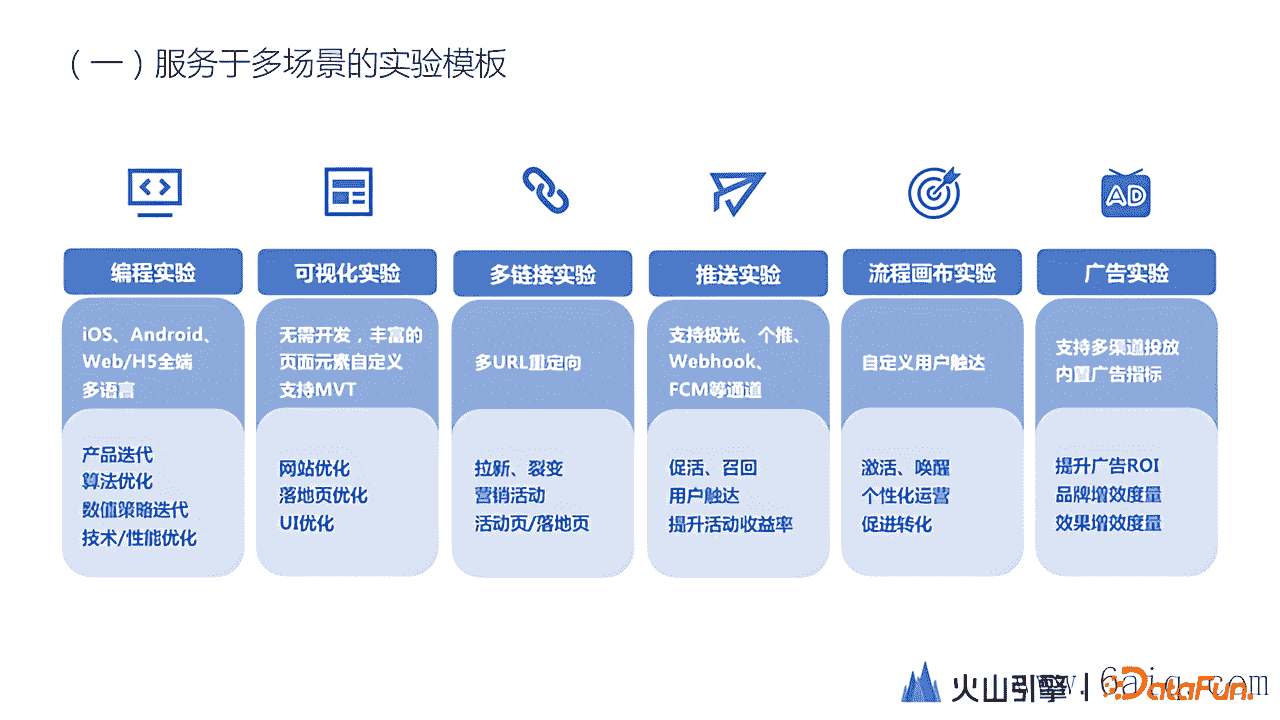 （一）服务于多场景的实验模板
AD
编程实验
iOS、Android、
Web/H5全端
多语言
产品迭代
算法优化
数值策略迭代
技术/性能优化
可视化实验
无需开发，丰富的
页面元素自定义
支持MVT
网站优化
落地页优化
UI优化
多链接实验
多URL重定向
拉新、裂变
营销活动
活动页/落地页
推送实验
支持极光、个推、
Webhook、
FCM等通道
促活、召回
用户触达
提升活动收益率
流程画布实验
自定义用户触达
激活、唤醒
个性化运营
促进转化
广告实验
支持多渠道投放
内置广告指标
提升广告ROI
品牌增效度量
效果增效度量
火山引擎
DataFun.
www.6aiq.com